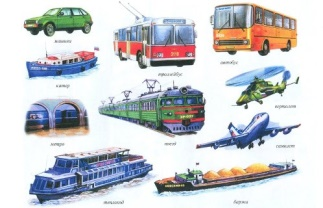 машина
троллейбус
автобус
катер
вертолет
метро
поезд
самолет
теплоход
баржа